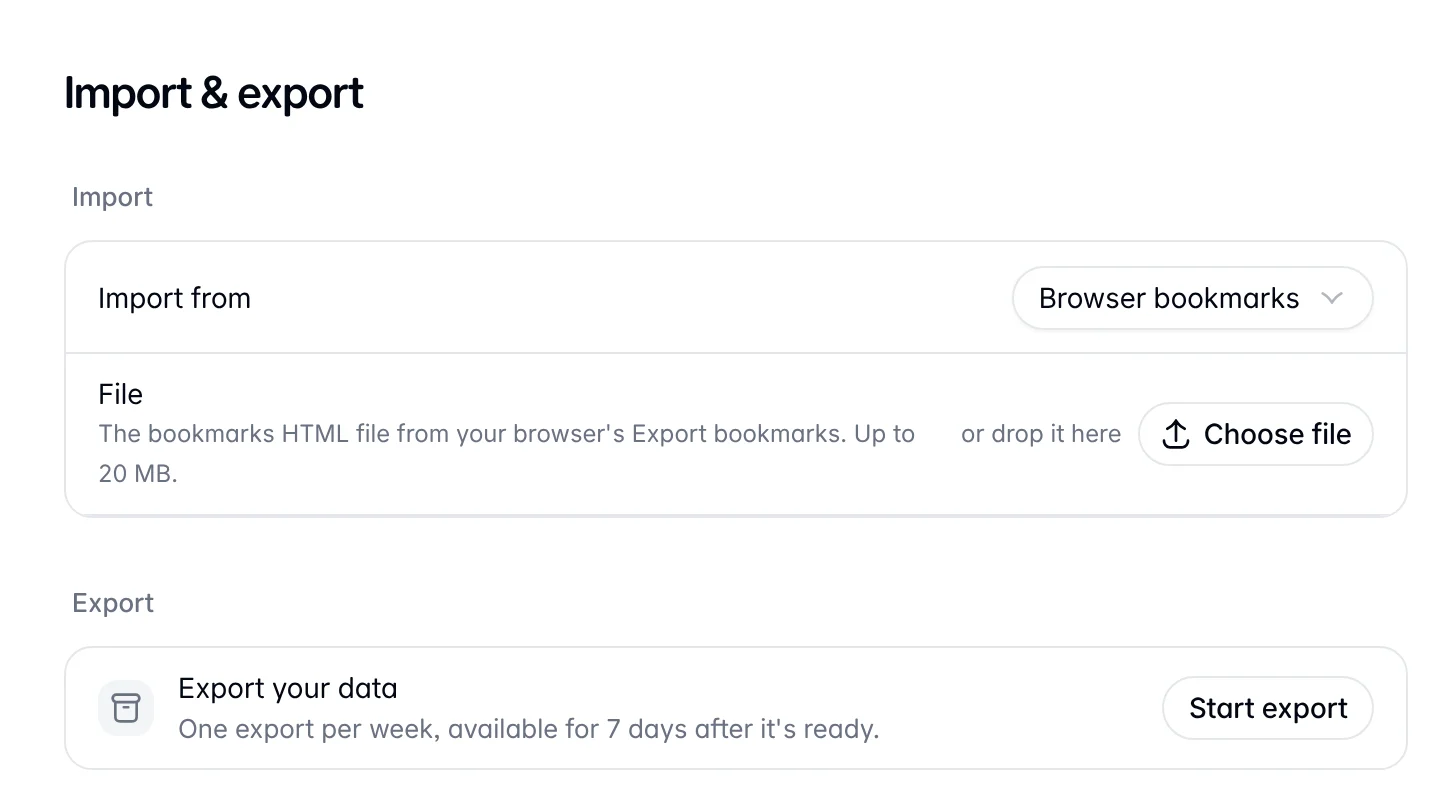 Import & export
Import
Import from
Browser bookmarks
File
The bookmarks HTML file from your browser's Export bookmarks. Up to
20 MB.
or drop it here
Choose file
Export
Export your data
One export per week, available for 7 days after it's ready.
Start export